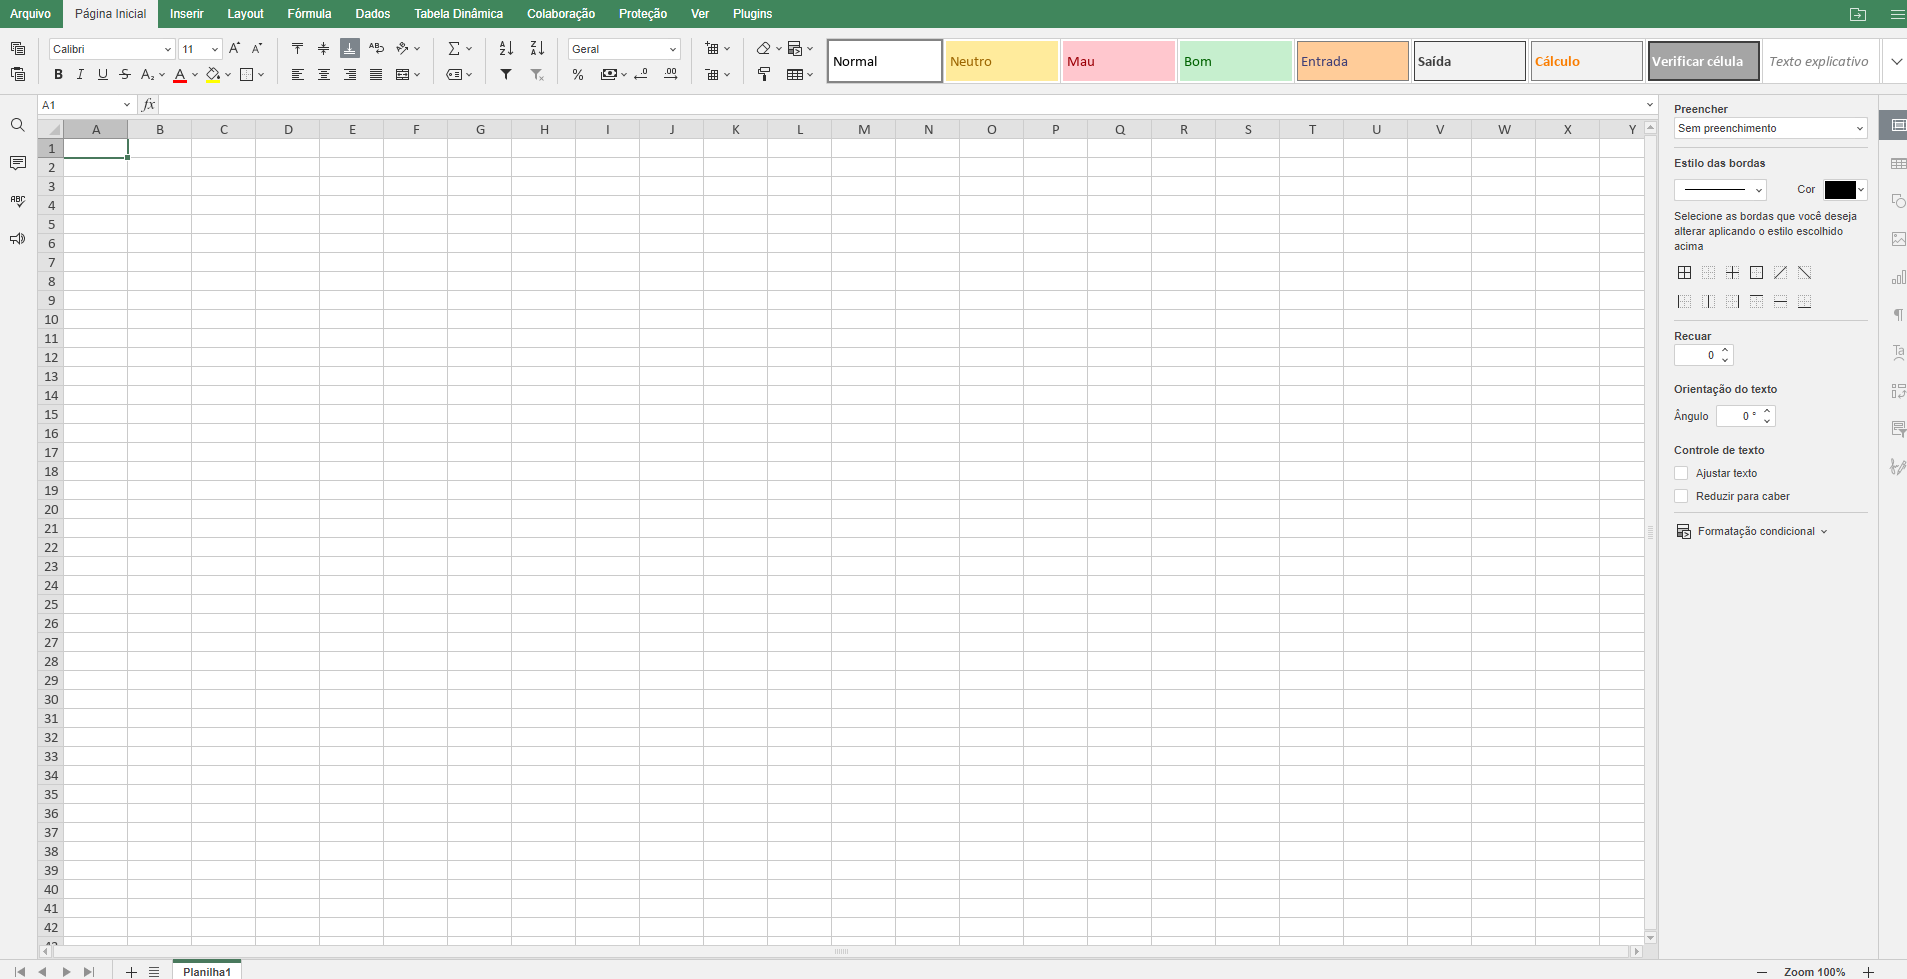 Arquivo Página Inicial Inserir Layout Fórmula Dados Tabela Dinâmica Colaboração Proteção Ver Plugins
Calibri 11 Geral
Normal Neutro Mau Bom Entrada Saída Cálculo Verificar célula Texto explicativo
A1 fx
A B C D E F G H I J K L M N O P Q R S T U V W X Y
1
2
3
4
5
6
7
8
9
10
11
12
13
14
15
16
17
18
19
20
21
22
23
24
25
26
27
28
29
30
31
32
33
34
35
36
37
38
39
40
41
42
Preencher
Sem preenchimento
Estilo das bordas
Cor
Selecione as bordas que você deseja
alterar aplicando o estilo escolhido
acima
Recuar
0
Orientação do texto
Ângulo 0 °
Controle de texto
Ajustar texto
Reduzir para caber
Formatação condicional
Planilha1
Zoom 100%